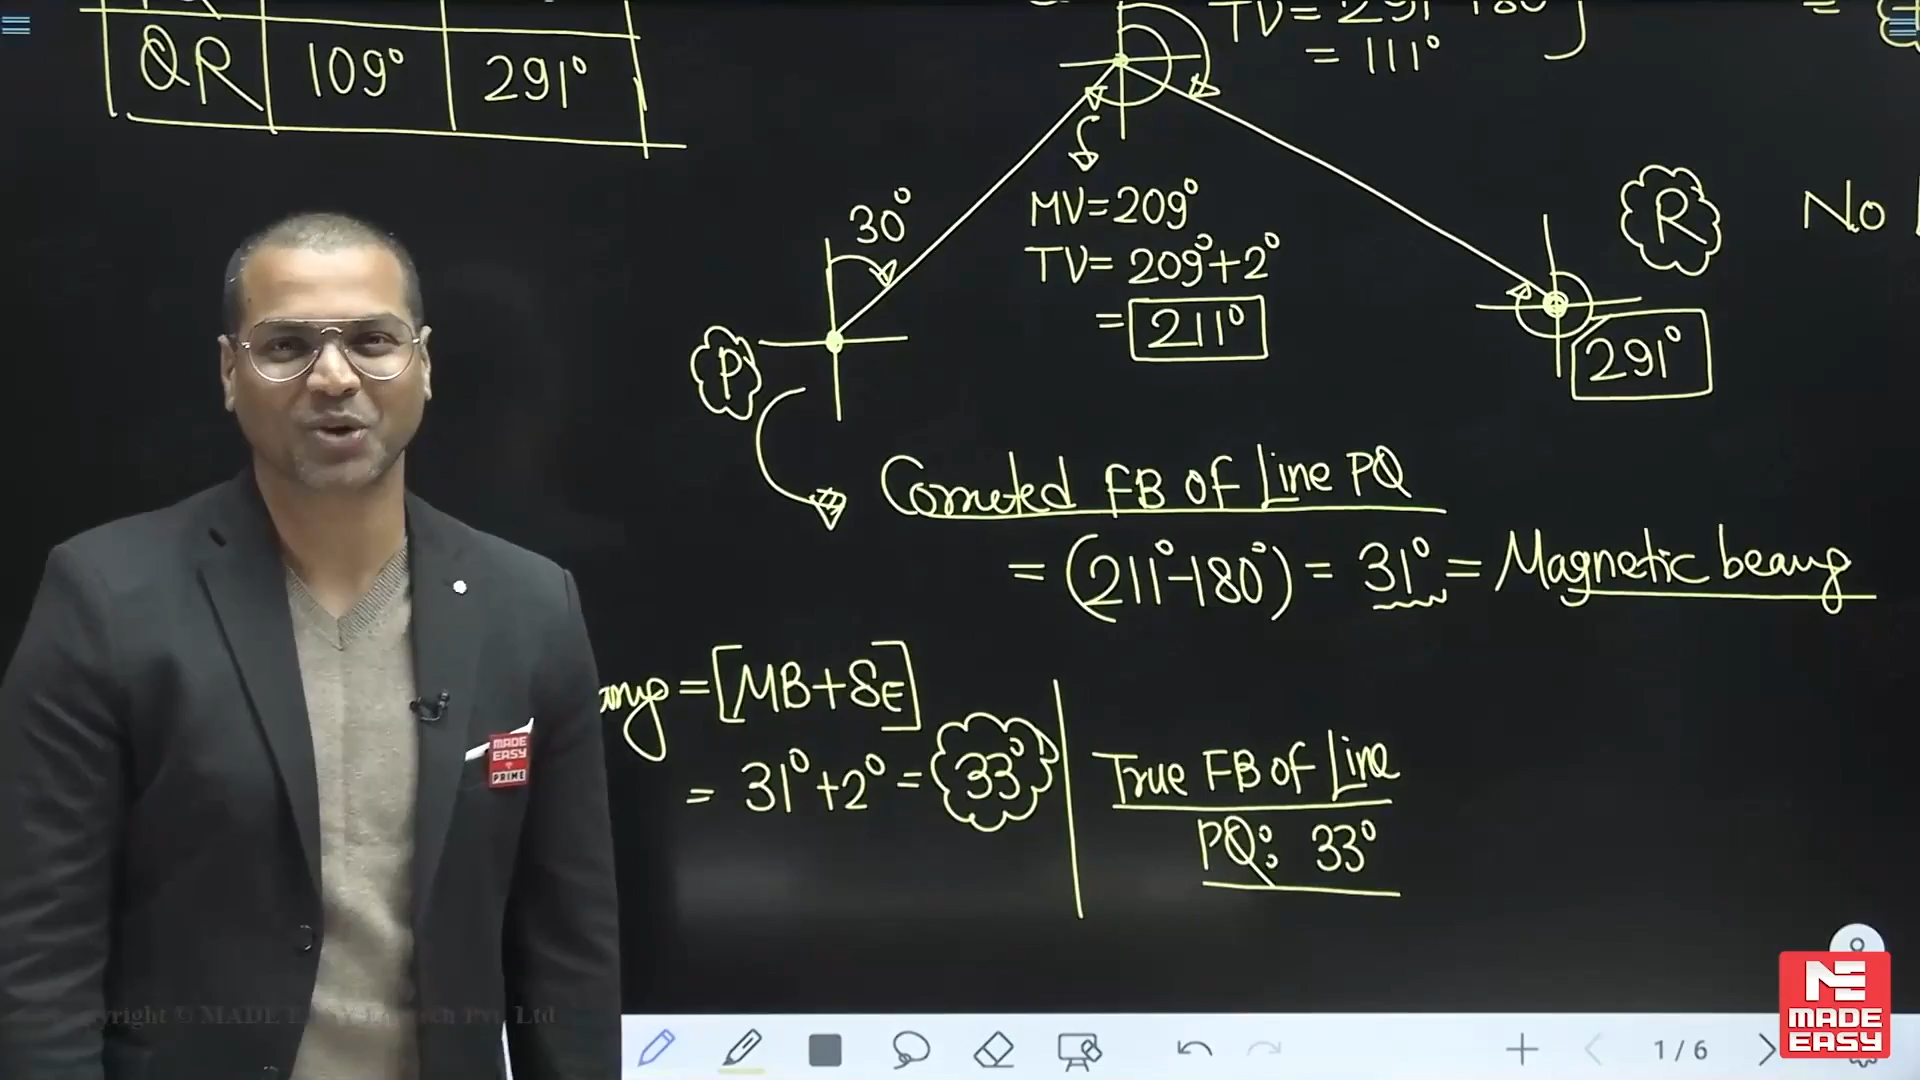 TV = 291° - 180°
= 111°
QR 109° 291°
30°
MV = 209°
TV = 209° + 2°
= 211°
R
No
P
291°
Corrected FB OF Line PQ
= (211° - 180°) = 31° = Magnetic bearing
= [MB + δE]
= 31° + 2° = 33°
True FB OF Line
PQ: 33°
MADE
EASY
PRIME
1 / 6
ME
MADE
EASY